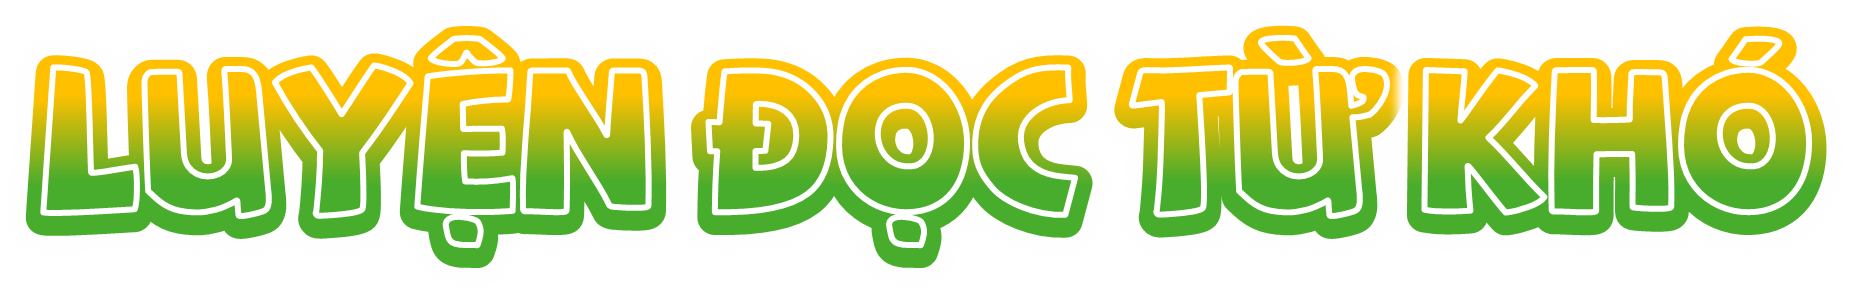 LUYỆN ĐỌC TỪ KHÓ